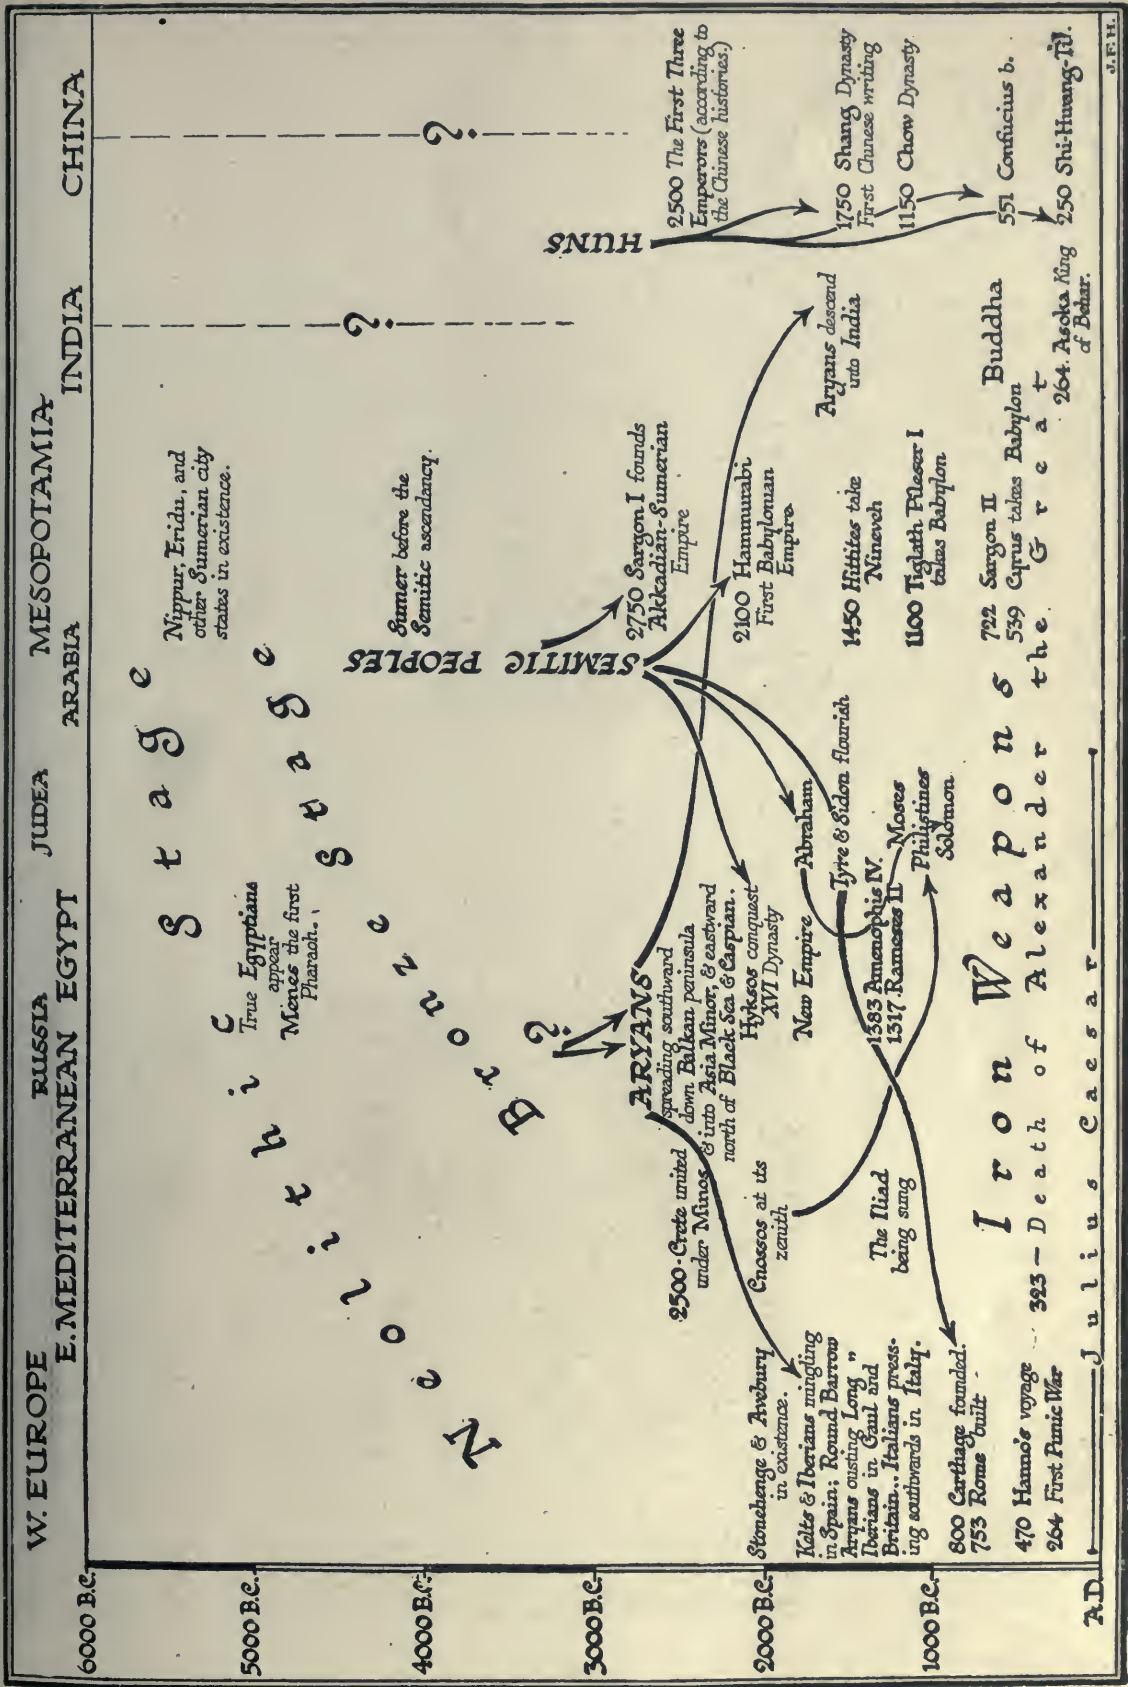 W. EUROPE
RUSSIA
JUDEA
MESOPOTAMIA
INDIA
CHINA
E. MEDITERRANEAN EGYPT
ARABIA
6000 B.C.
5000 B.C.
4000 B.C.
3000 B.C.
2000 B.C.
1000 B.C.
A.D.
Neolithic Stage
Bronze Stage
True Egyptians
appear
Menes the first
Pharaoh.
Nippur, Eridu, and
other Sumerian city
states in existence.
Sumer before the
Semitic ascendancy.
?
?
SEMITIC PEOPLES
HUNS
?
ARYANS
spreading southward
down Balkan peninsula
& into Asia Minor, & eastward
north of Black Sea & Caspian.
2500 - Crete united
under Minos
Cnossos at its
zenith
The Iliad
being sung
Stonehenge & Avebury
in existence.
Kelts & Iberians mingling
in Spain; Round Barrow
Aryans ousting Long "
Iberians in Gaul and
Britain... Italians press-
ing southwards in Italy.
800 Carthage founded.
753 Rome built
470 Hanno's voyage
264 First Punic War
Hyksos conquest
XVI Dynasty
New Empire
1383 Amenophis IV.
1317 Rameses II
Abraham
Tyre & Sidon flourish
Moses
Philistines
Solomon
2750 Sargon I founds
Akkadian-Sumerian
Empire
2100 Hammurabi
First Babylonian
Empire
1450 Hittites take
Nineveh
1100 Tiglath Pileser I
takes Babylon
722 Sargon II
539 Cyrus takes Babylon
Aryans descend
into India
Buddha
264. Asoka King
of Behar.
2500 The First Three
Emperors (according to
the Chinese histories.)
1750 Shang Dynasty
First Chinese writing
1150 Chow Dynasty
551 Confucius b.
250 Shi-Hwang-Ti.
Iron Weapons
323 - Death of Alexander the Great
Julius Caesar
J.F.H.